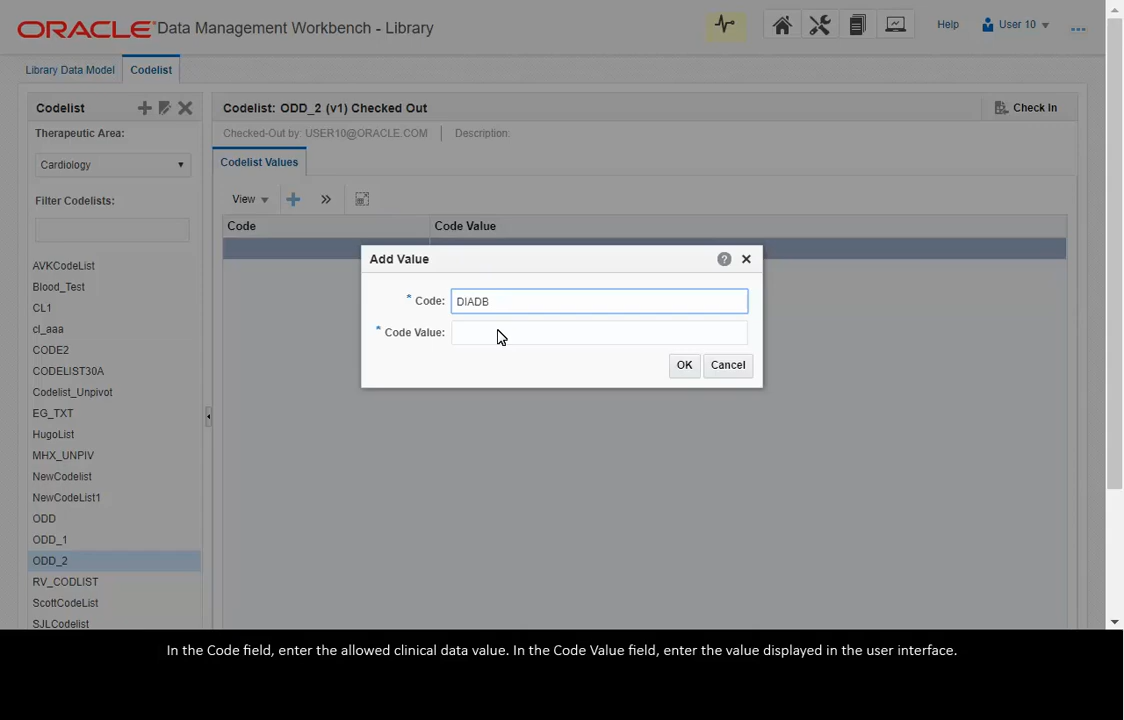 ORACLE® Data Management Workbench - Library
Help
User 10
Library Data Model
Codelist
Codelist
Codelist: ODD_2 (v1) Checked Out
Check In
Therapeutic Area:
Checked-Out by: USER10@ORACLE.COM
Description:
Cardiology
Codelist Values
Filter Codelists:
View
Code
Code Value
AVKCodeList
Blood_Test
CL1
cl_aaa
CODE2
CODELIST30A
Codelist_Unpivot
EG_TXT
HugoList
MHX_UNPIV
NewCodelist
NewCodeList1
ODD
ODD_1
ODD_2
RV_CODLIST
ScottCodeList
SJLCodelist
Add Value
* Code:
DIADB
* Code Value:
OK
Cancel
In the Code field, enter the allowed clinical data value. In the Code Value field, enter the value displayed in the user interface.